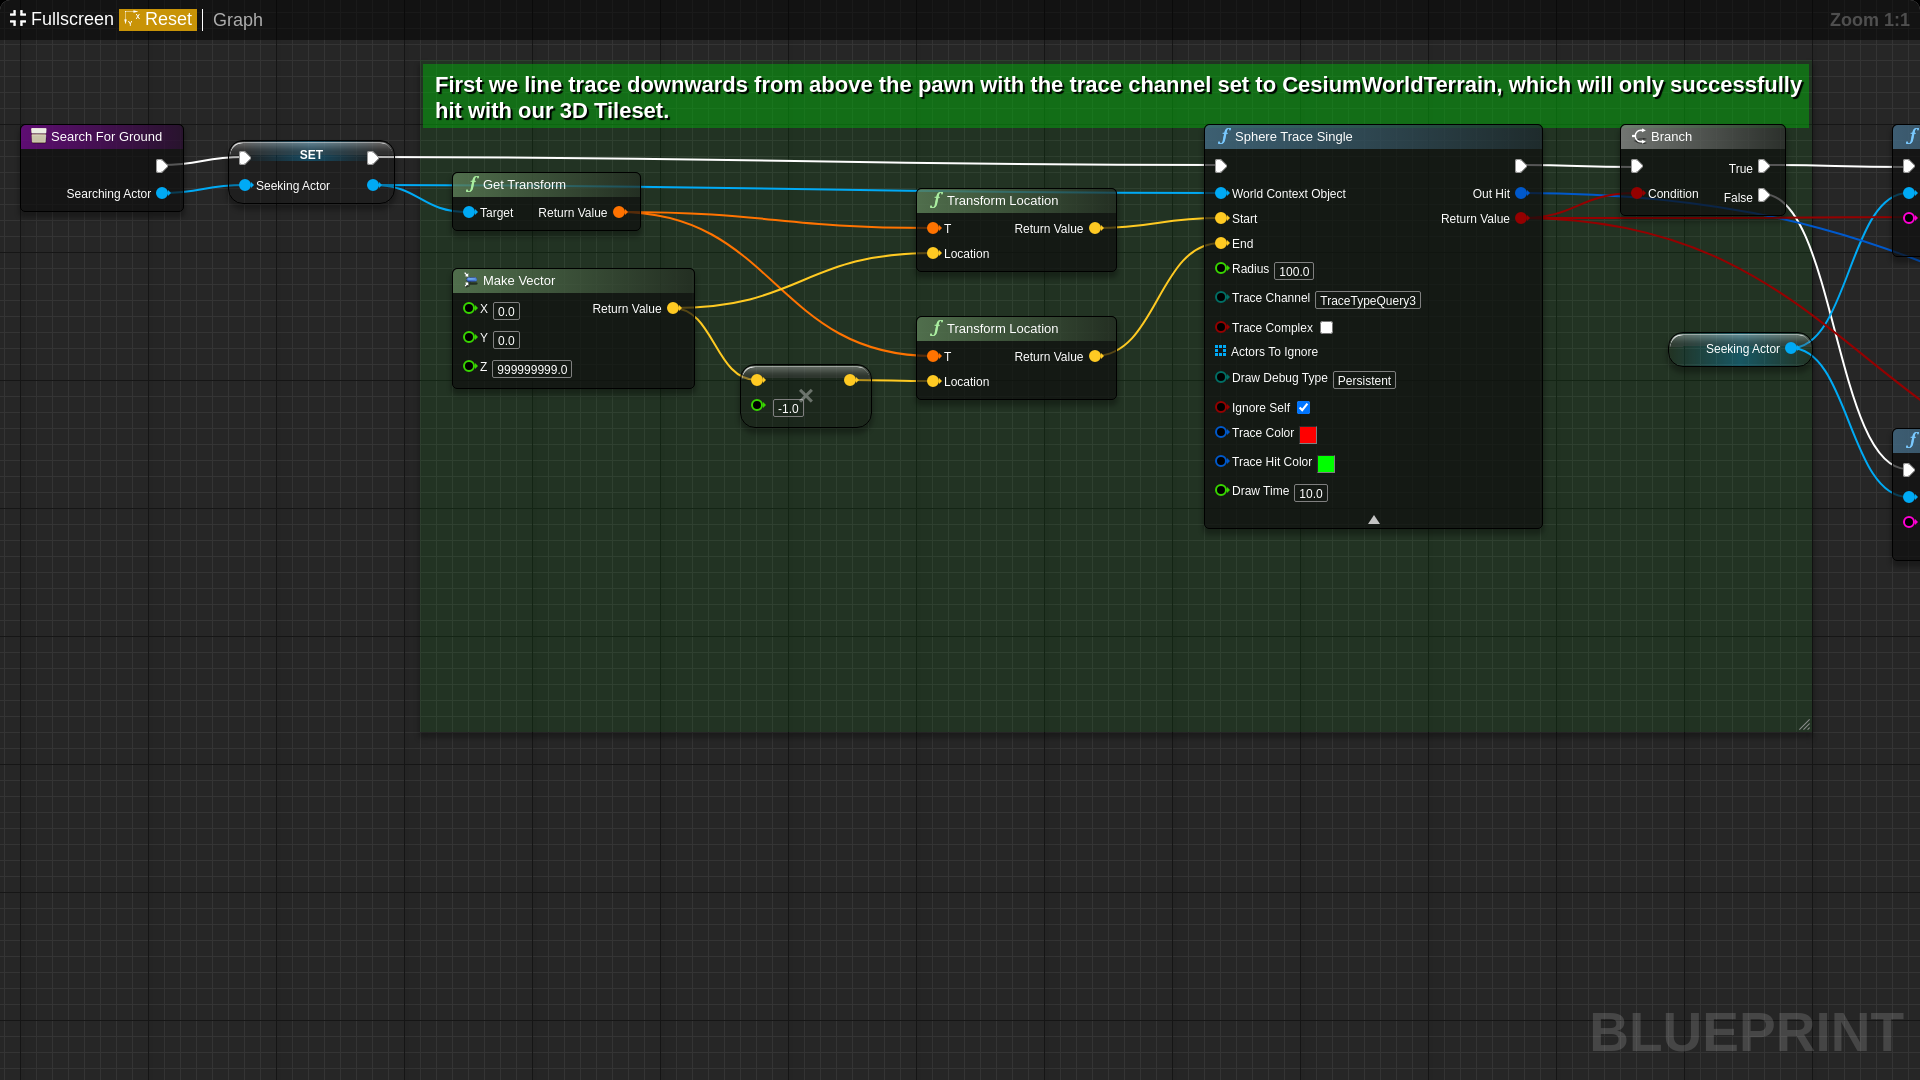 Fullscreen Reset Graph
Zoom 1:1
First we line trace downwards from above the pawn with the trace channel set to CesiumWorldTerrain, which will only successfully
hit with our 3D Tileset.
Search For Ground
Searching Actor
SET
Seeking Actor
Get Transform
Target Return Value
Make Vector
X 0.0 Return Value
Y 0.0
Z 999999999.0
-1.0
Transform Location
T Return Value
Location
Transform Location
T Return Value
Location
Sphere Trace Single
World Context Object Out Hit
Start Return Value
End
Radius 100.0
Trace Channel TraceTypeQuery3
Trace Complex
Actors To Ignore
Draw Debug Type Persistent
Ignore Self
Trace Color
Trace Hit Color
Draw Time 10.0
Branch
True
Condition False
Seeking Actor
BLUEPRINT